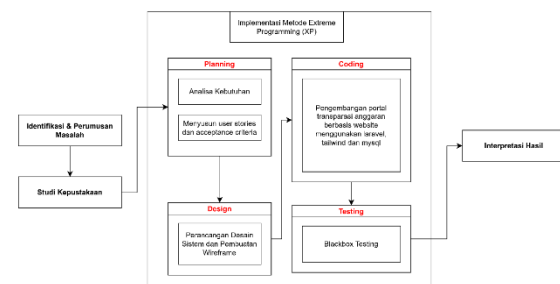 Implementasi Metode Extreme
Programming (XP)
Identifikasi & Perumusan
Masalah
Studi Kepustakaan
Planning
Analisa Kebutuhan
Menyusun user stories
dan acceptance criteria
Design
Perancangan Desain
Sistem dan Pembuatan
Wireframe
Coding
Pengembangan portal
transparasi anggaran
berbasis website
menggunakan laravel,
tailwind dan mysql
Testing
Blackbox Testing
Interpretasi Hasil